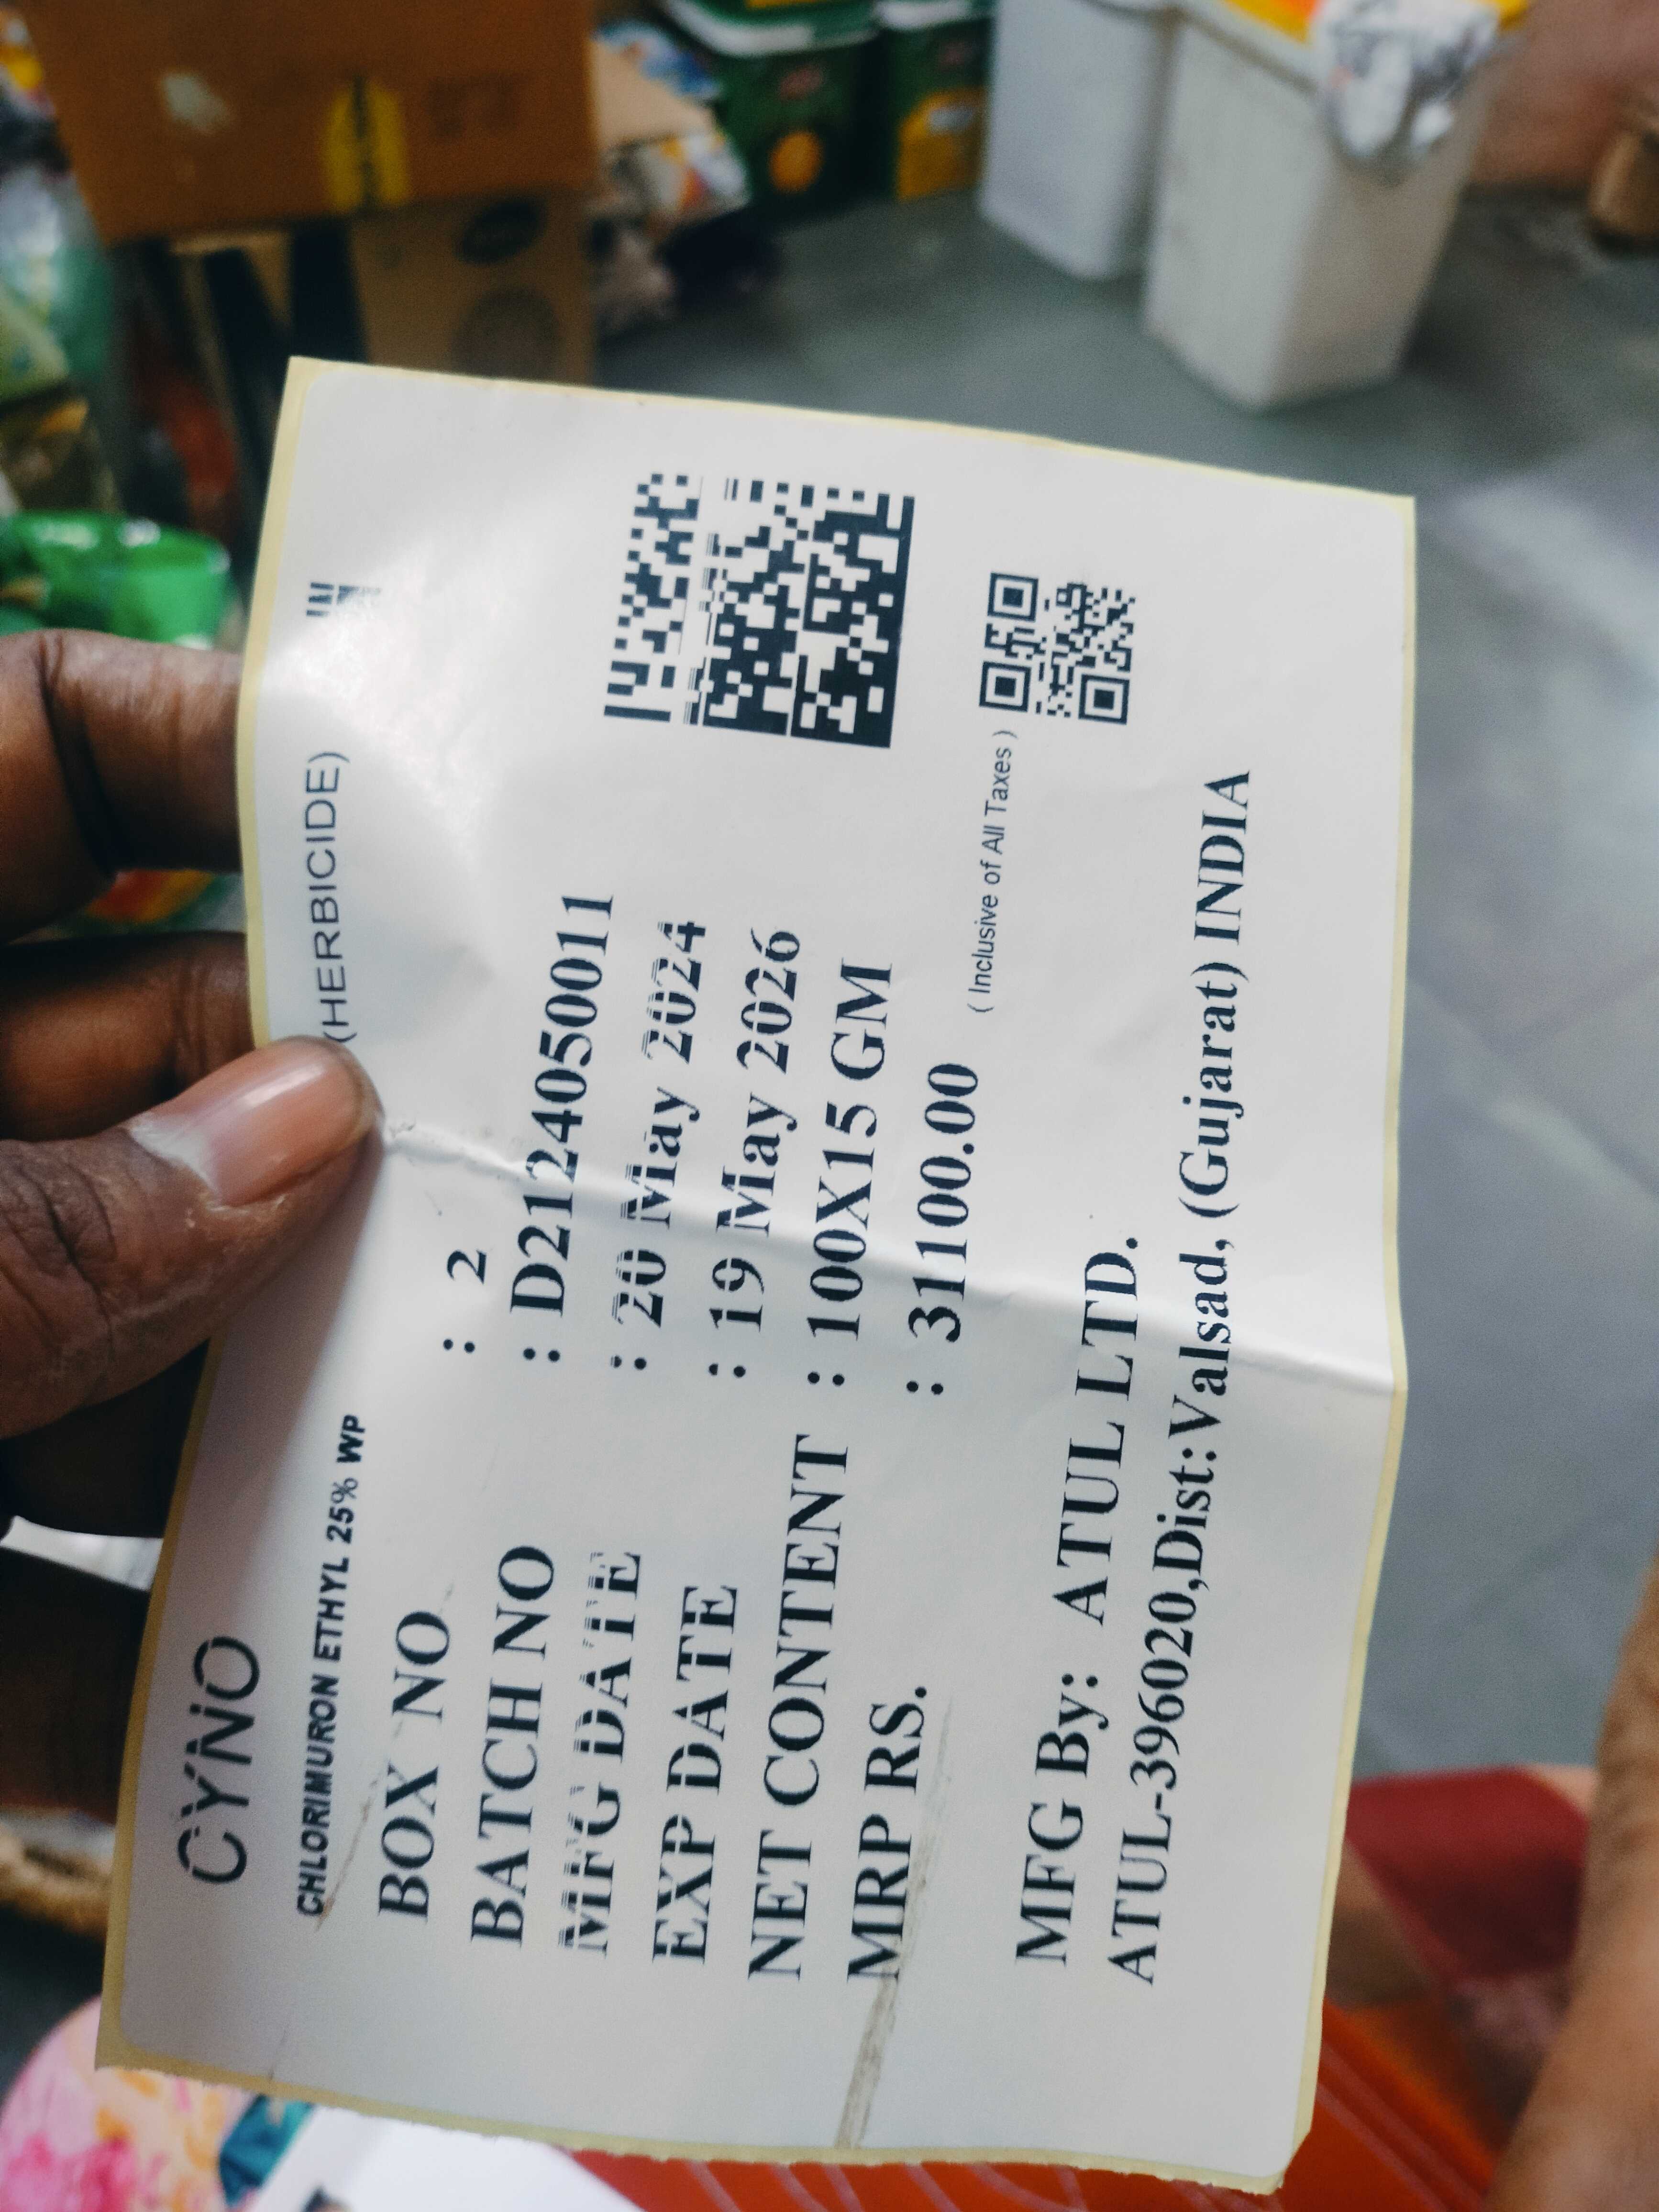 CYNO
CHLORIMURON ETHYL 25% WP (HERBICIDE) IN
BOX NO : 2
BATCH NO : D2124050011
MFG DATE : 20 May 2024
EXP DATE : 19 May 2026
NET CONTENT : 100X15 GM
MRP RS. : 31100.00 ( Inclusive of All Taxes )
MFG By: ATUL LTD.
ATUL-396020,Dist:Valsad, (Gujarat) INDIA